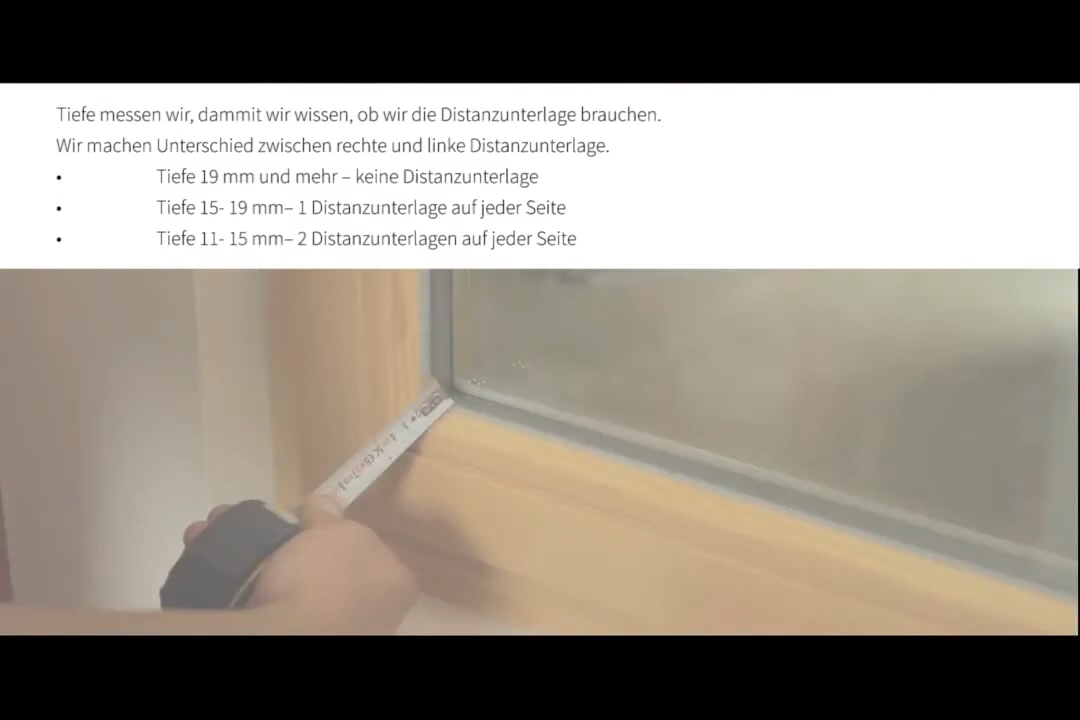 Tiefe messen wir, dammit wir wissen, ob wir die Distanzunterlage brauchen.
Wir machen Unterschied zwischen rechte und linke Distanzunterlage.
• Tiefe 19 mm und mehr – keine Distanzunterlage
• Tiefe 15- 19 mm– 1 Distanzunterlage auf jeder Seite
• Tiefe 11- 15 mm– 2 Distanzunterlagen auf jeder Seite